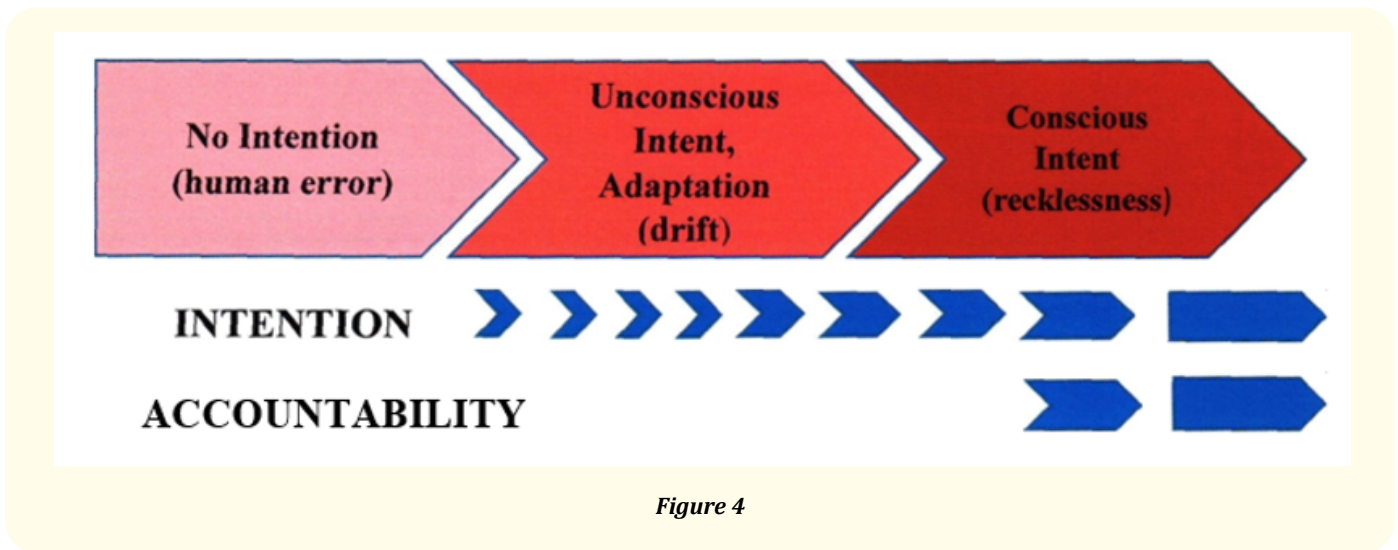 No Intention
(human error)
Unconscious
Intent,
Adaptation
(drift)
Conscious
Intent
(recklessness)
INTENTION
ACCOUNTABILITY
Figure 4